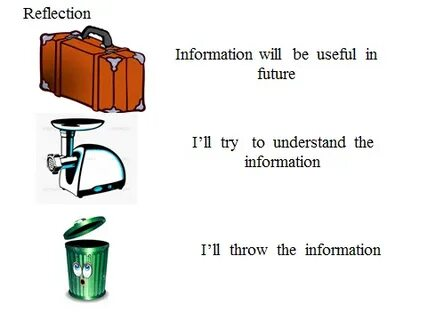 Reflection
Information will be useful in
future
I'll try to understand the
information
I'll throw the information